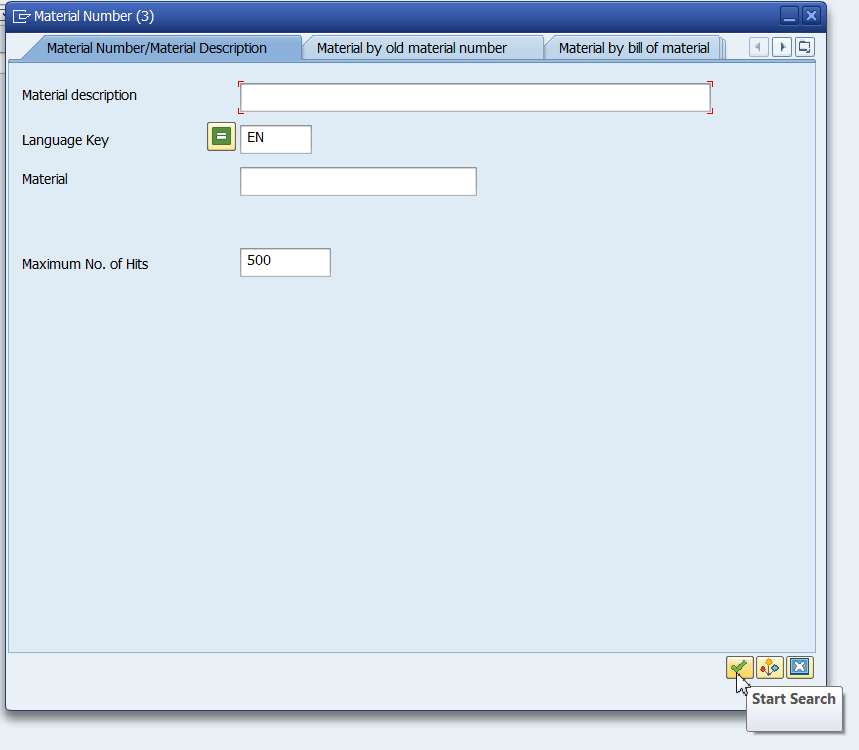 Material Number (3)
Material Number/Material Description
Material by old material number
Material by bill of material
Material description
Language Key
EN
Material
Maximum No. of Hits
500
Start Search